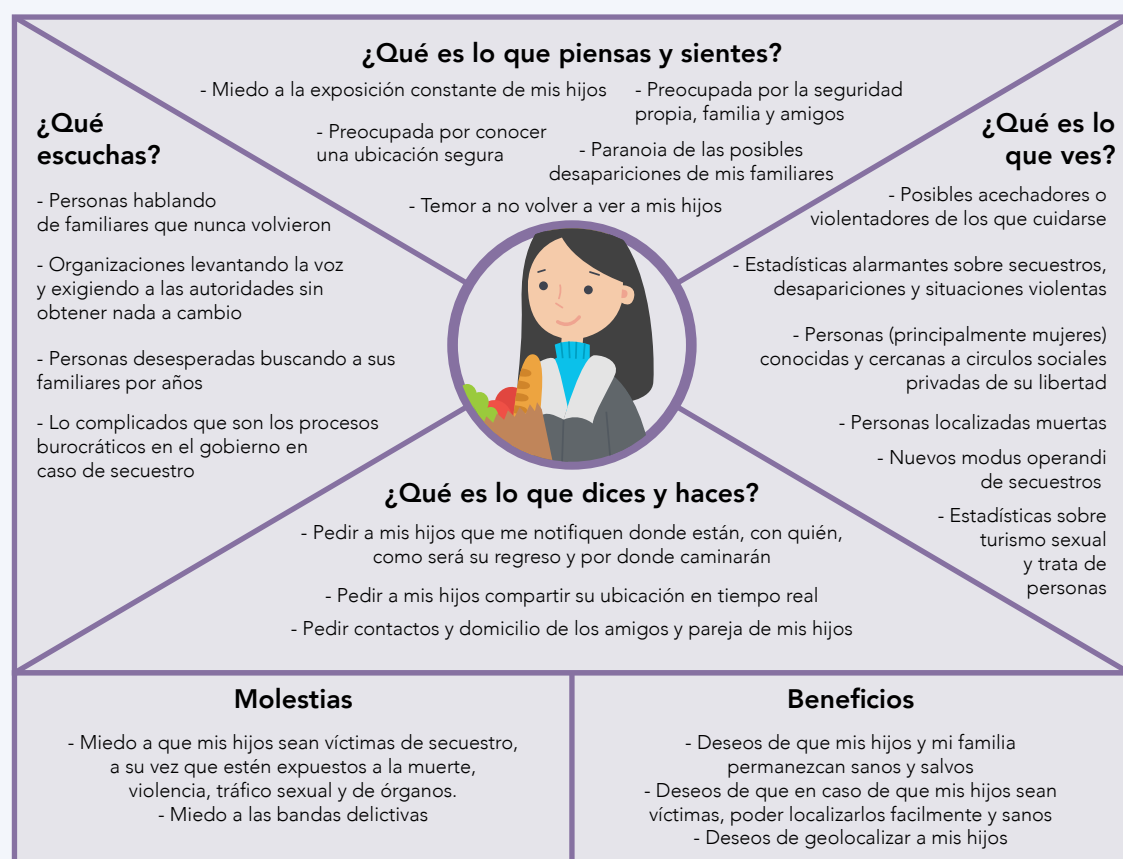 ¿Qué es lo que piensas y sientes?
- Miedo a la exposición constante de mis hijos
- Preocupada por la seguridad
propia, familia y amigos
- Preocupada por conocer
una ubicación segura
- Paranoia de las posibles
desapariciones de mis familiares
- Temor a no volver a ver a mis hijos
¿Qué
escuchas?
- Personas hablando
de familiares que nunca volvieron
- Organizaciones levantando la voz
y exigiendo a las autoridades sin
obtener nada a cambio
- Personas desesperadas buscando a sus
familiares por años
- Lo complicados que son los procesos
burocráticos en el gobierno en
caso de secuestro
¿Qué es lo
que ves?
- Posibles acechadores o
violentadores de los que cuidarse
- Estadísticas alarmantes sobre secuestros,
desapariciones y situaciones violentas
- Personas (principalmente mujeres)
conocidas y cercanas a circulos sociales
privadas de su libertad
- Personas localizadas muertas
- Nuevos modus operandi
de secuestros
- Estadísticas sobre
turismo sexual
y trata de
personas
¿Qué es lo que dices y haces?
- Pedir a mis hijos que me notifiquen donde están, con quién,
como será su regreso y por donde caminarán
- Pedir a mis hijos compartir su ubicación en tiempo real
- Pedir contactos y domicilio de los amigos y pareja de mis hijos
Molestias
- Miedo a que mis hijos sean víctimas de secuestro,
a su vez que estén expuestos a la muerte,
violencia, tráfico sexual y de órganos.
- Miedo a las bandas delictivas
Beneficios
- Deseos de que mis hijos y mi familia
permanezcan sanos y salvos
- Deseos de que en caso de que mis hijos sean
víctimas, poder localizarlos facilmente y sanos
- Deseos de geolocalizar a mis hijos